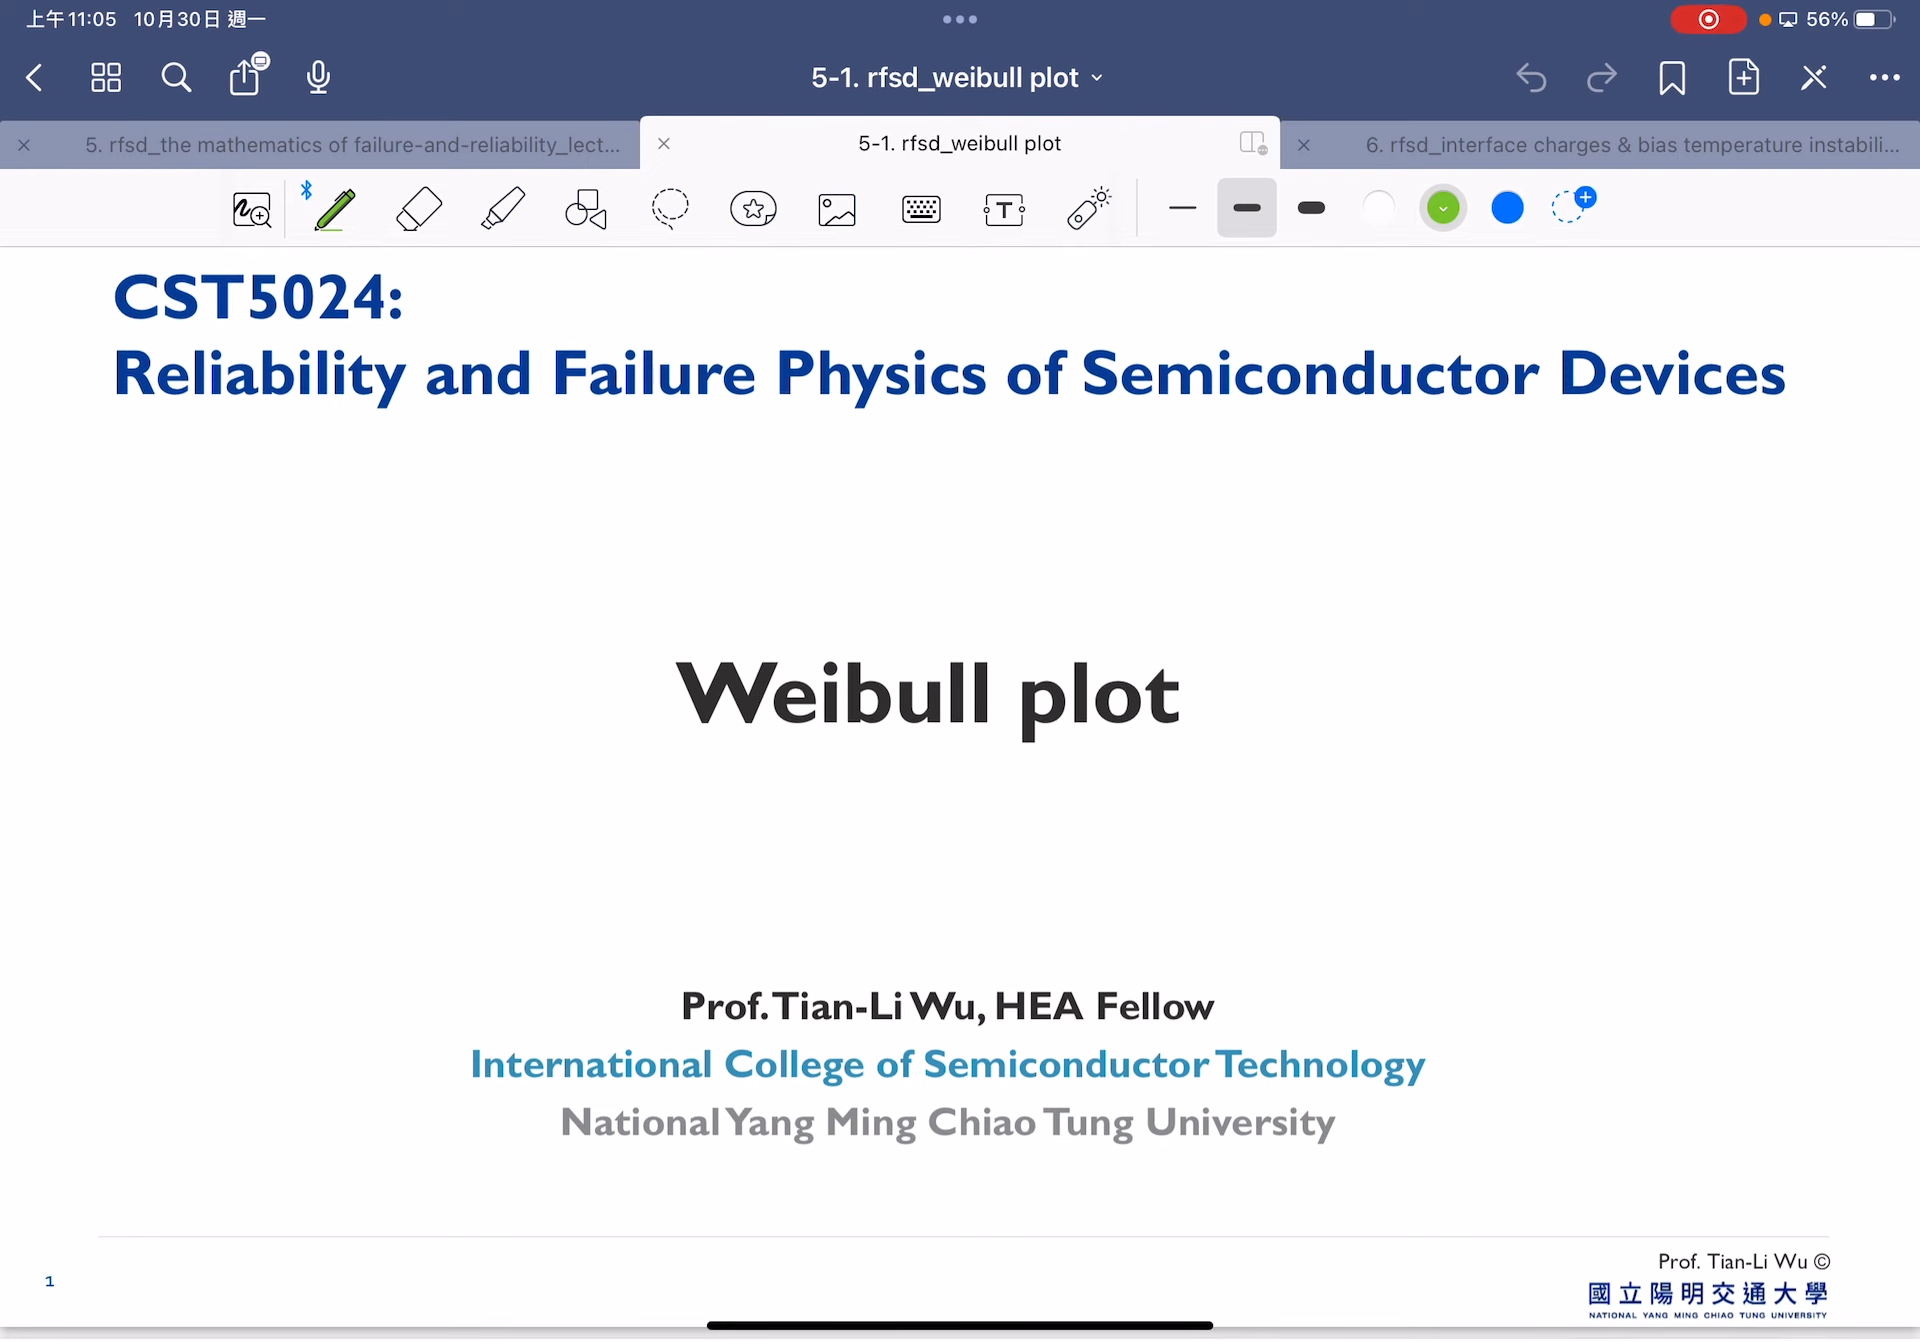 上午11:05 10月30日 週一
56%
5-1. rfsd_weibull plot
5. rfsd_the mathematics of failure-and-reliability_lect...
5-1. rfsd_weibull plot
6. rfsd_interface charges & bias temperature instabili...
CST5024:
Reliability and Failure Physics of Semiconductor Devices
Weibull plot
Prof. Tian-Li Wu, HEA Fellow
International College of Semiconductor Technology
National Yang Ming Chiao Tung University
1
Prof. Tian-Li Wu ©
國立陽明交通大學
NATIONAL YANG MING CHIAO TUNG UNIVERSITY